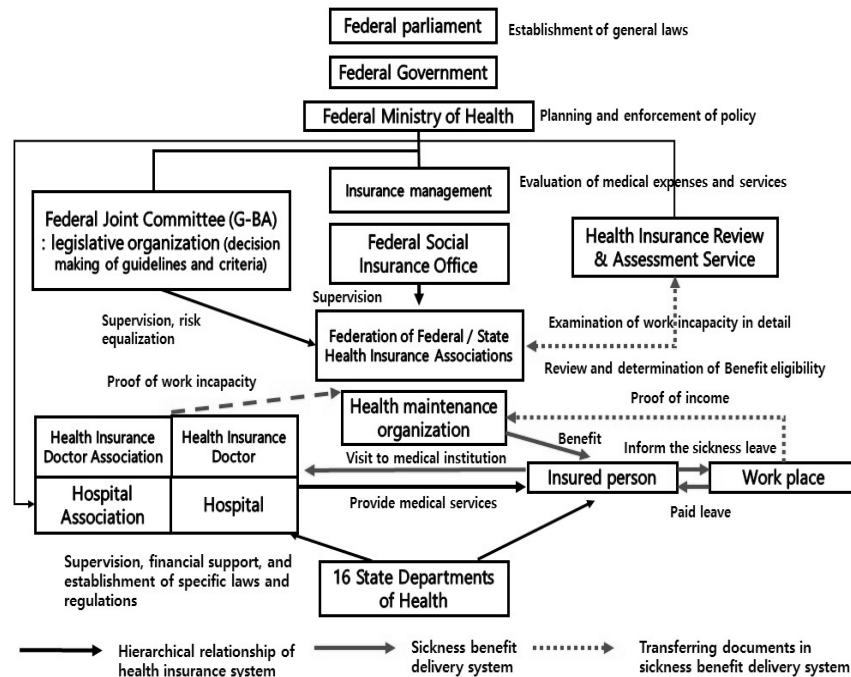 Federal parliament
Establishment of general laws
Federal Government
Federal Ministry of Health
Planning and enforcement of policy
Insurance management
Evaluation of medical expenses and services
Federal Joint Committee (G-BA)
: legislative organization (decision
making of guidelines and criteria)
Federal Social
Insurance Office
Health Insurance Review
& Assessment Service
Supervision
Supervision, risk
equalization
Federation of Federal / State
Health Insurance Associations
Examination of work incapacity in detail
Review and determination of Benefit eligibility
Proof of work incapacity
Health maintenance
organization
Proof of income
Health Insurance
Doctor Association
Health Insurance
Doctor
Benefit
Visit to medical institution
Inform the sickness leave
Hospital
Association
Hospital
Insured person
Work place
Provide medical services
Paid leave
Supervision, financial support, and
establishment of specific laws and
regulations
16 State Departments
of Health
Hierarchical relationship of
health insurance system
Sickness benefit
delivery system
Transferring documents in
sickness benefit delivery system